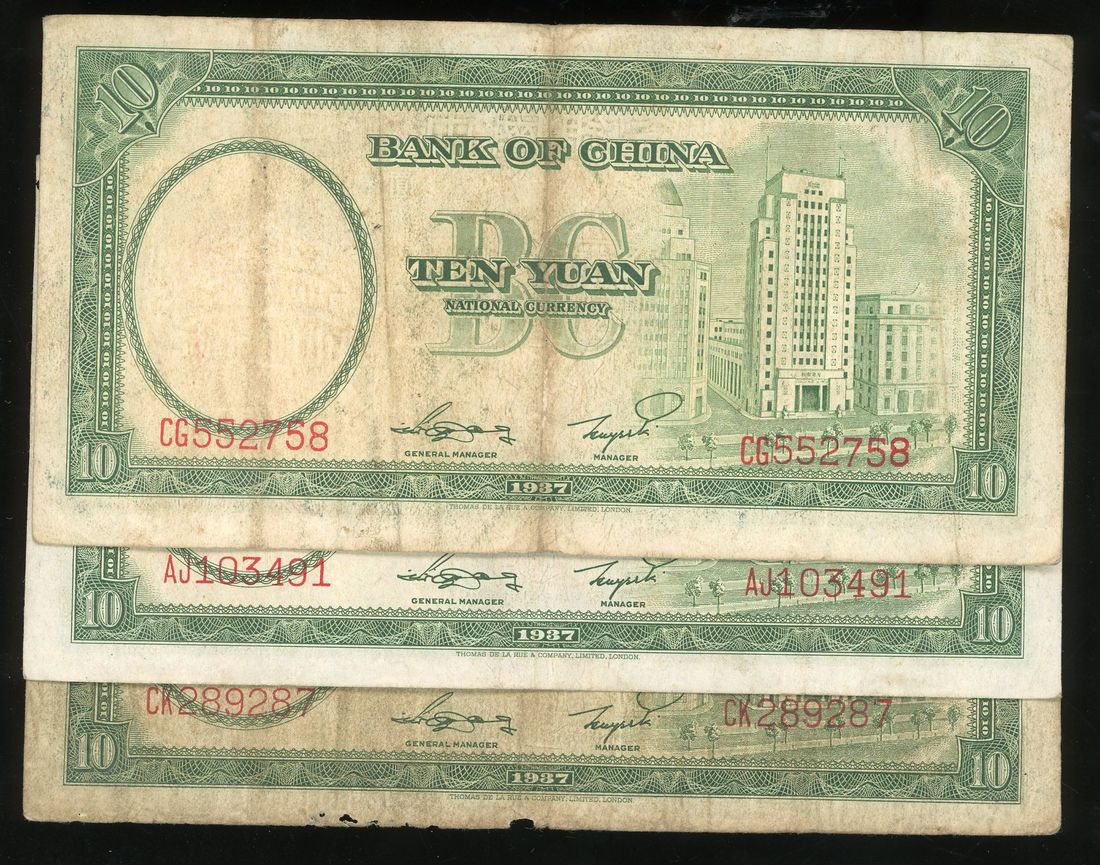 10 10
BANK OF CHINA
BC
TEN YUAN
NATIONAL CURRENCY
CG552758 CG552758
GENERAL MANAGER MANAGER
10 1937 10
THOMAS DE LA RUE & COMPANY, LIMITED, LONDON.
AJ103491 AJ103491
GENERAL MANAGER MANAGER
10 1937 10
THOMAS DE LA RUE & COMPANY, LIMITED, LONDON.
CK289287 CK289287
GENERAL MANAGER MANAGER
10 1937 10
THOMAS DE LA RUE & COMPANY, LIMITED, LONDON.